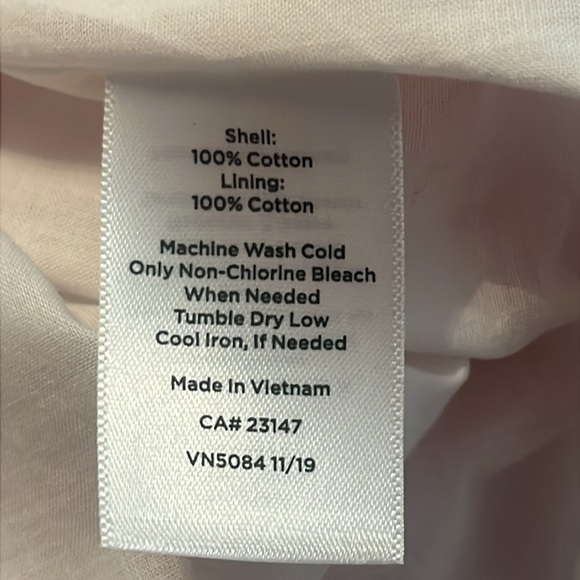 Shell:
100% Cotton
Lining:
100% Cotton
Machine Wash Cold
Only Non-Chlorine Bleach
When Needed
Tumble Dry Low
Cool Iron, If Needed
Made In Vietnam
CA# 23147
VN5084 11/19